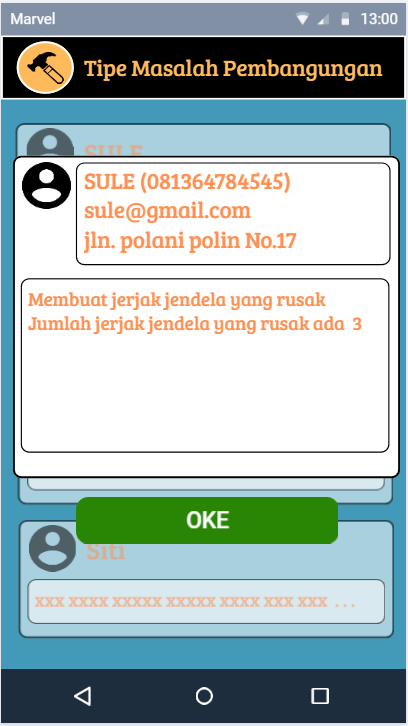 Marvel 13:00
Tipe Masalah Pembangungan
SULE
SULE (081364784545)
sule@gmail.com
jln. polani polin No.17
Membuat jerjak jendela yang rusak
Jumlah jerjak jendela yang rusak ada 3
OKE
Siti
xxx xxxx xxxxx xxxxx xxxx xxx xxx ...